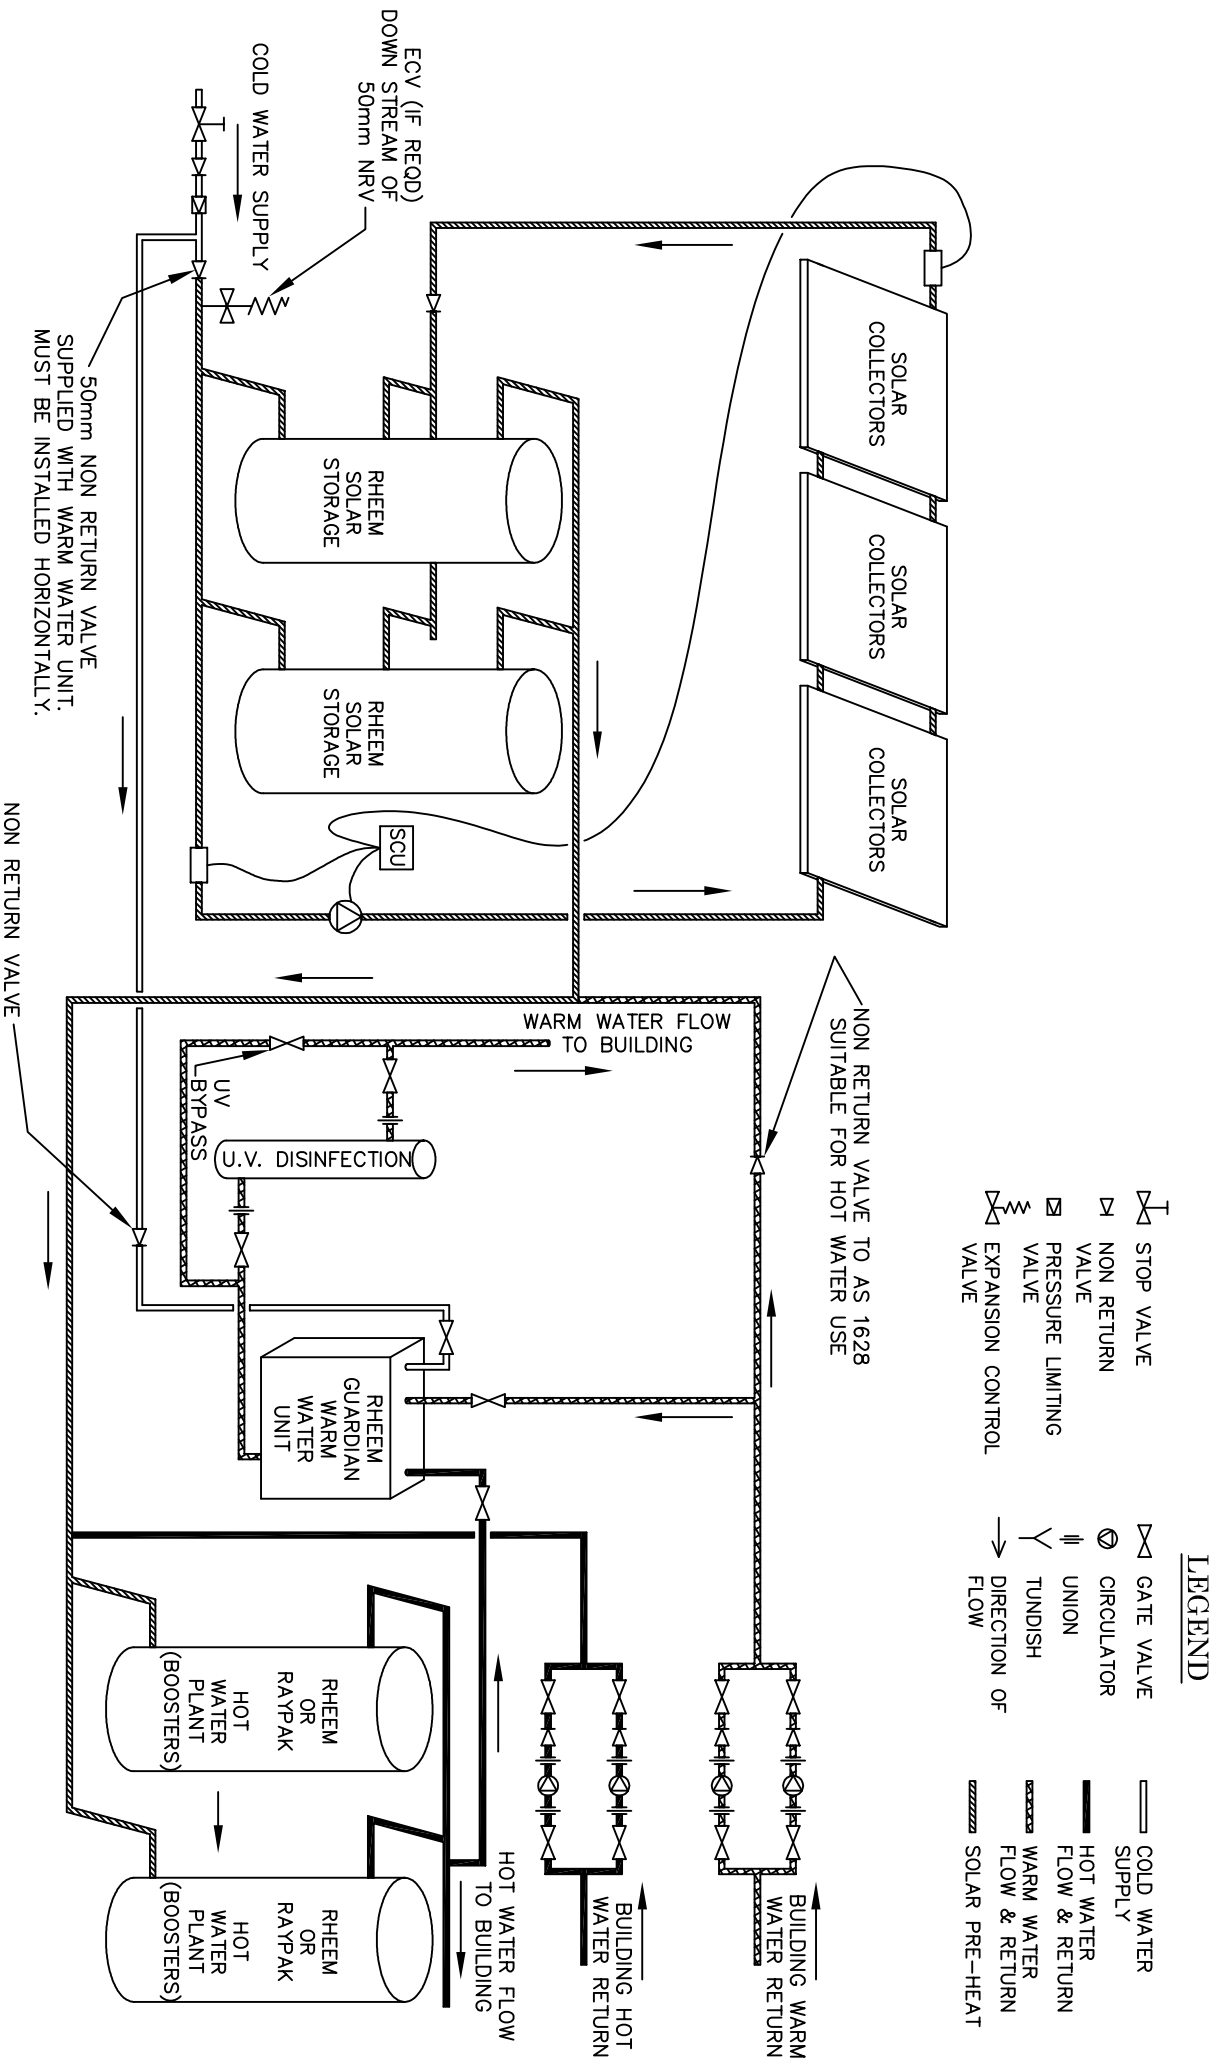 ECV (IF REQD)
DOWN STREAM OF
50mm NRV
COLD WATER SUPPLY
SOLAR
COLLECTORS
SOLAR
COLLECTORS
SOLAR
COLLECTORS
RHEEM
SOLAR
STORAGE
RHEEM
SOLAR
STORAGE
SCU
50mm NON RETURN VALVE
SUPPLIED WITH WARM WATER UNIT.
MUST BE INSTALLED HORIZONTALLY.
NON RETURN VALVE
NON RETURN VALVE TO AS 1628
SUITABLE FOR HOT WATER USE
WARM WATER FLOW
TO BUILDING
UV
BYPASS
U.V. DISINFECTION
RHEEM
GUARDIAN
WARM
WATER
UNIT
RHEEM
OR
RAYPAK
HOT
WATER
PLANT
(BOOSTERS)
RHEEM
OR
RAYPAK
HOT
WATER
PLANT
(BOOSTERS)
BUILDING WARM
WATER RETURN
BUILDING HOT
WATER RETURN
HOT WATER FLOW
TO BUILDING
LEGEND
STOP VALVE
NON RETURN
VALVE
PRESSURE LIMITING
VALVE
EXPANSION CONTROL
VALVE
GATE VALVE
CIRCULATOR
UNION
TUNDISH
DIRECTION OF
FLOW
COLD WATER
SUPPLY
HOT WATER
FLOW & RETURN
WARM WATER
FLOW & RETURN
SOLAR PRE-HEAT